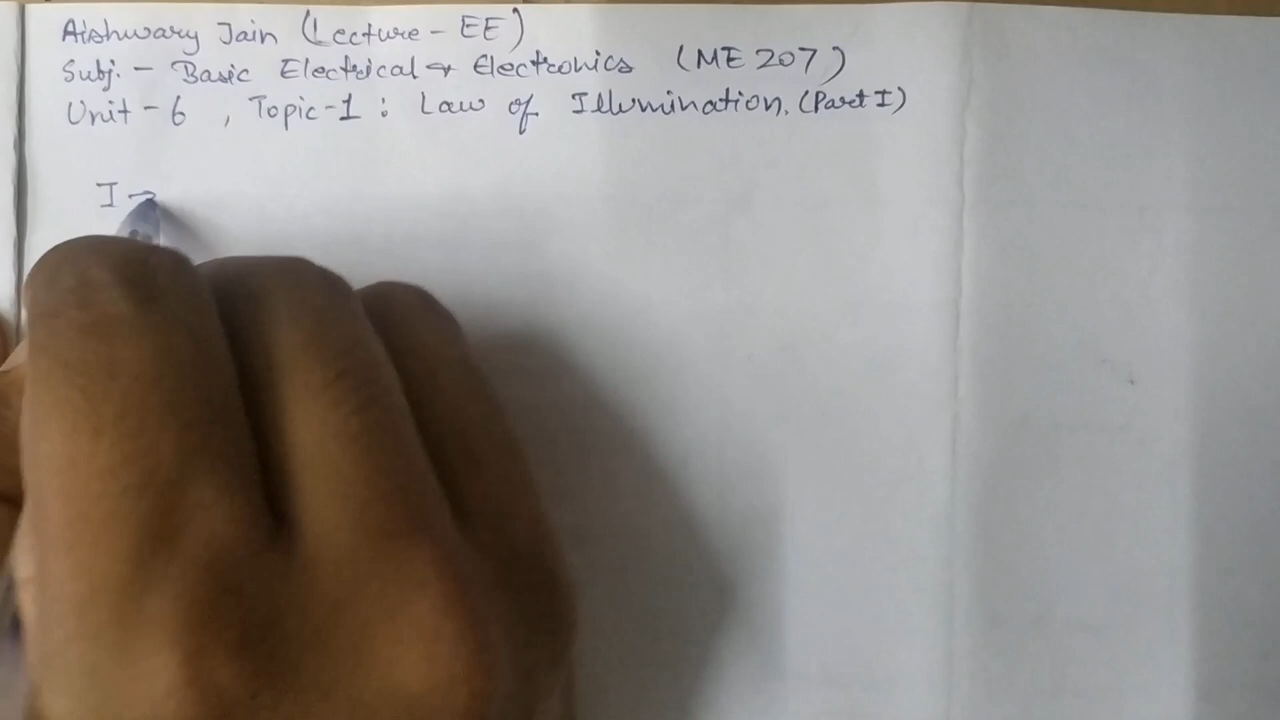 Aishwary Jain (Lecture - EE)
Subj. - Basic Electrical & Electronics (ME 207)
Unit - 6 , Topic-1 : Law of Illumination. (Part I)
I →